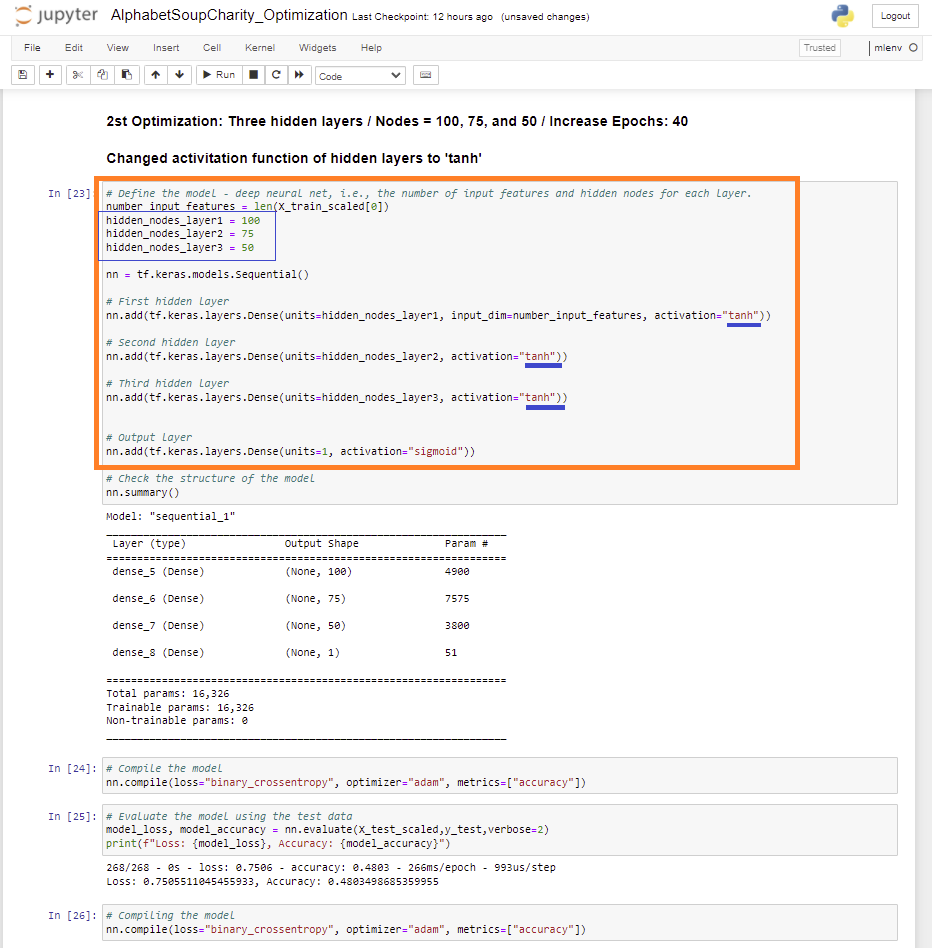 jupyter AlphabetSoupCharity_Optimization Last Checkpoint: 12 hours ago (unsaved changes)
Logout
File Edit View Insert Cell Kernel Widgets Help
Trusted mlenv
Run Code
2st Optimization: Three hidden layers / Nodes = 100, 75, and 50 / Increase Epochs: 40
Changed activitation function of hidden layers to 'tanh'
In [23]: # Define the model - deep neural net, i.e., the number of input features and hidden nodes for each layer.
number_input_features = len(X_train_scaled[0])
hidden_nodes_layer1 = 100
hidden_nodes_layer2 = 75
hidden_nodes_layer3 = 50
nn = tf.keras.models.Sequential()
# First hidden layer
nn.add(tf.keras.layers.Dense(units=hidden_nodes_layer1, input_dim=number_input_features, activation="tanh"))
# Second hidden layer
nn.add(tf.keras.layers.Dense(units=hidden_nodes_layer2, activation="tanh"))
# Third hidden layer
nn.add(tf.keras.layers.Dense(units=hidden_nodes_layer3, activation="tanh"))
# Output layer
nn.add(tf.keras.layers.Dense(units=1, activation="sigmoid"))
# Check the structure of the model
nn.summary()
Model: "sequential_1"
_________________________________________________________________
Layer (type) Output Shape Param #
=================================================================
dense_5 (Dense) (None, 100) 4900
dense_6 (Dense) (None, 75) 7575
dense_7 (Dense) (None, 50) 3800
dense_8 (Dense) (None, 1) 51
=================================================================
Total params: 16,326
Trainable params: 16,326
Non-trainable params: 0
_________________________________________________________________
In [24]: # Compile the model
nn.compile(loss="binary_crossentropy", optimizer="adam", metrics=["accuracy"])
In [25]: # Evaluate the model using the test data
model_loss, model_accuracy = nn.evaluate(X_test_scaled,y_test,verbose=2)
print(f"Loss: {model_loss}, Accuracy: {model_accuracy}")
268/268 - 0s - loss: 0.7506 - accuracy: 0.4803 - 266ms/epoch - 993us/step
Loss: 0.7505511045455933, Accuracy: 0.4803498685359955
In [26]: # Compiling the model
nn.compile(loss="binary_crossentropy", optimizer="adam", metrics=["accuracy"])